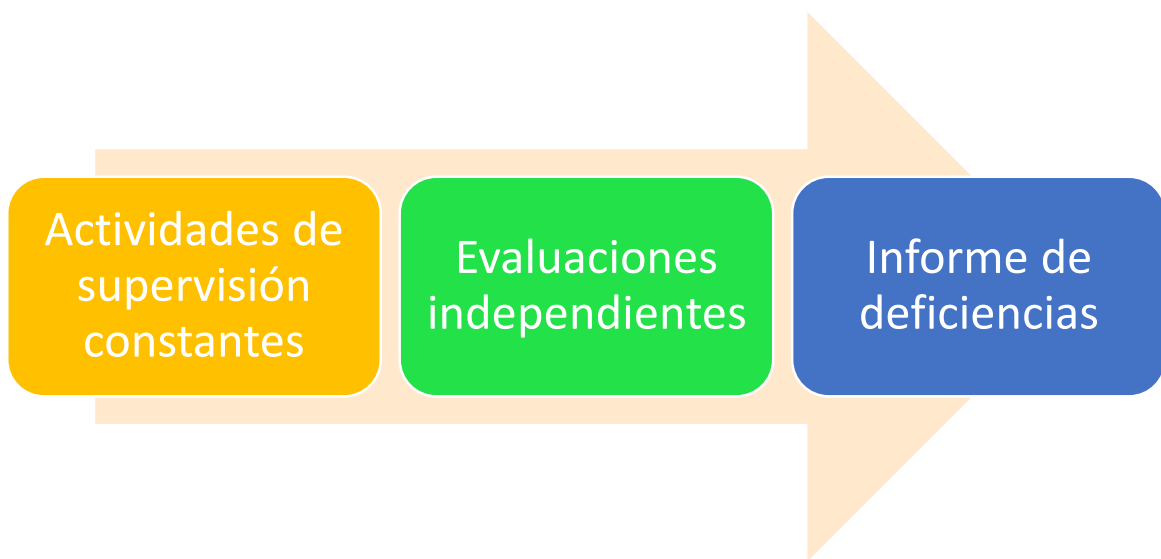 Actividades de
supervisión
constantes
Evaluaciones
independientes
Informe de
deficiencias